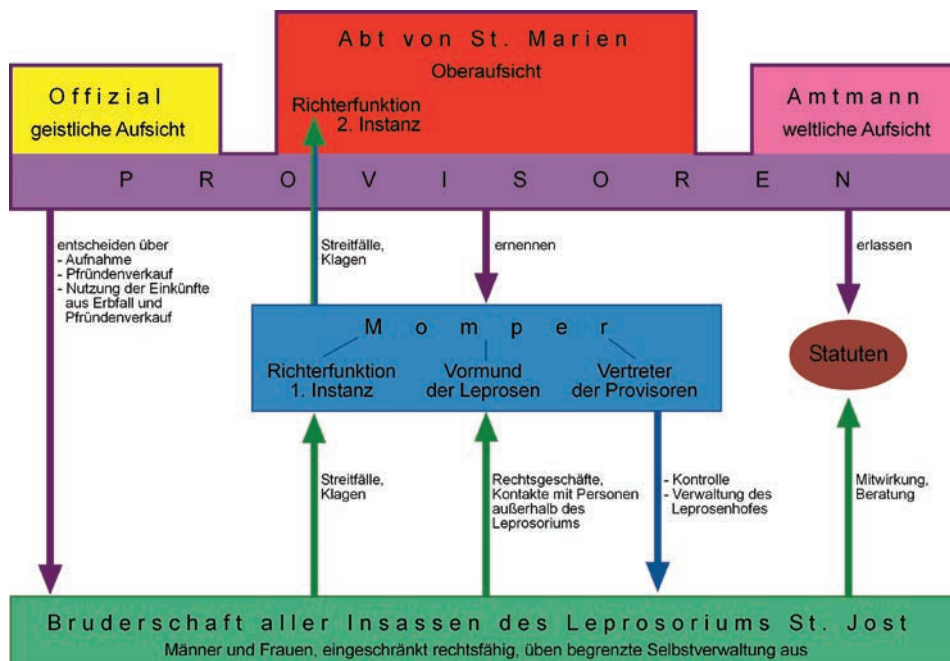 Abt von St. Marien
Oberaufsicht
Offizial
geistliche Aufsicht
Richterfunktion
2. Instanz
Amtmann
weltliche Aufsicht
PROVISOREN
entscheiden über
- Aufnahme
- Pfründenverkauf
- Nutzung der Einkünfte
aus Erbfall und
Pfründenverkauf
Streitfälle,
Klagen
ernennen
erlassen
Momper
Richterfunktion
1. Instanz
Vormund
der Leprosen
Vertreter
der Provisoren
Statuten
Streitfälle,
Klagen
Rechtsgeschäfte,
Kontakte mit Personen
außerhalb des
Leprosoriums
- Kontrolle
- Verwaltung des
Leprosenhofes
Mitwirkung,
Beratung
Bruderschaft aller Insassen des Leprosoriums St. Jost
Männer und Frauen, eingeschränkt rechtsfähig, üben begrenzte Selbstverwaltung aus